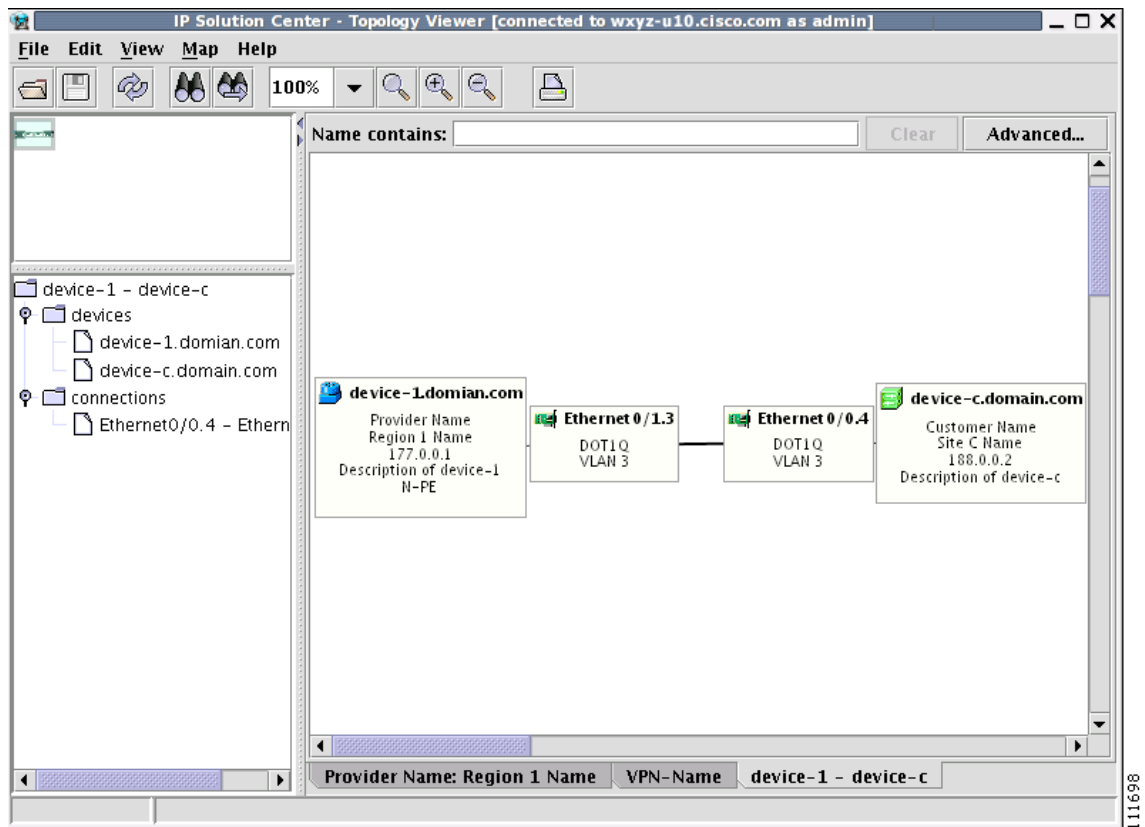 IP Solution Center - Topology Viewer [connected to wxyz-u10.cisco.com as admin]
File Edit View Map Help
100%
Name contains:
Clear
Advanced...
device-1 - device-c
devices
device-1.domian.com
device-c.domain.com
connections
Ethernet0/0.4 - Ethern
device-1.domian.com
Provider Name
Region 1 Name
177.0.0.1
Description of device-1
N-PE
Ethernet0/1.3
DOT1Q
VLAN 3
Ethernet0/0.4
DOT1Q
VLAN 3
device-c.domain.com
Customer Name
Site C Name
188.0.0.2
Description of device-c
Provider Name: Region 1 Name
VPN-Name
device-1 - device-c
111698